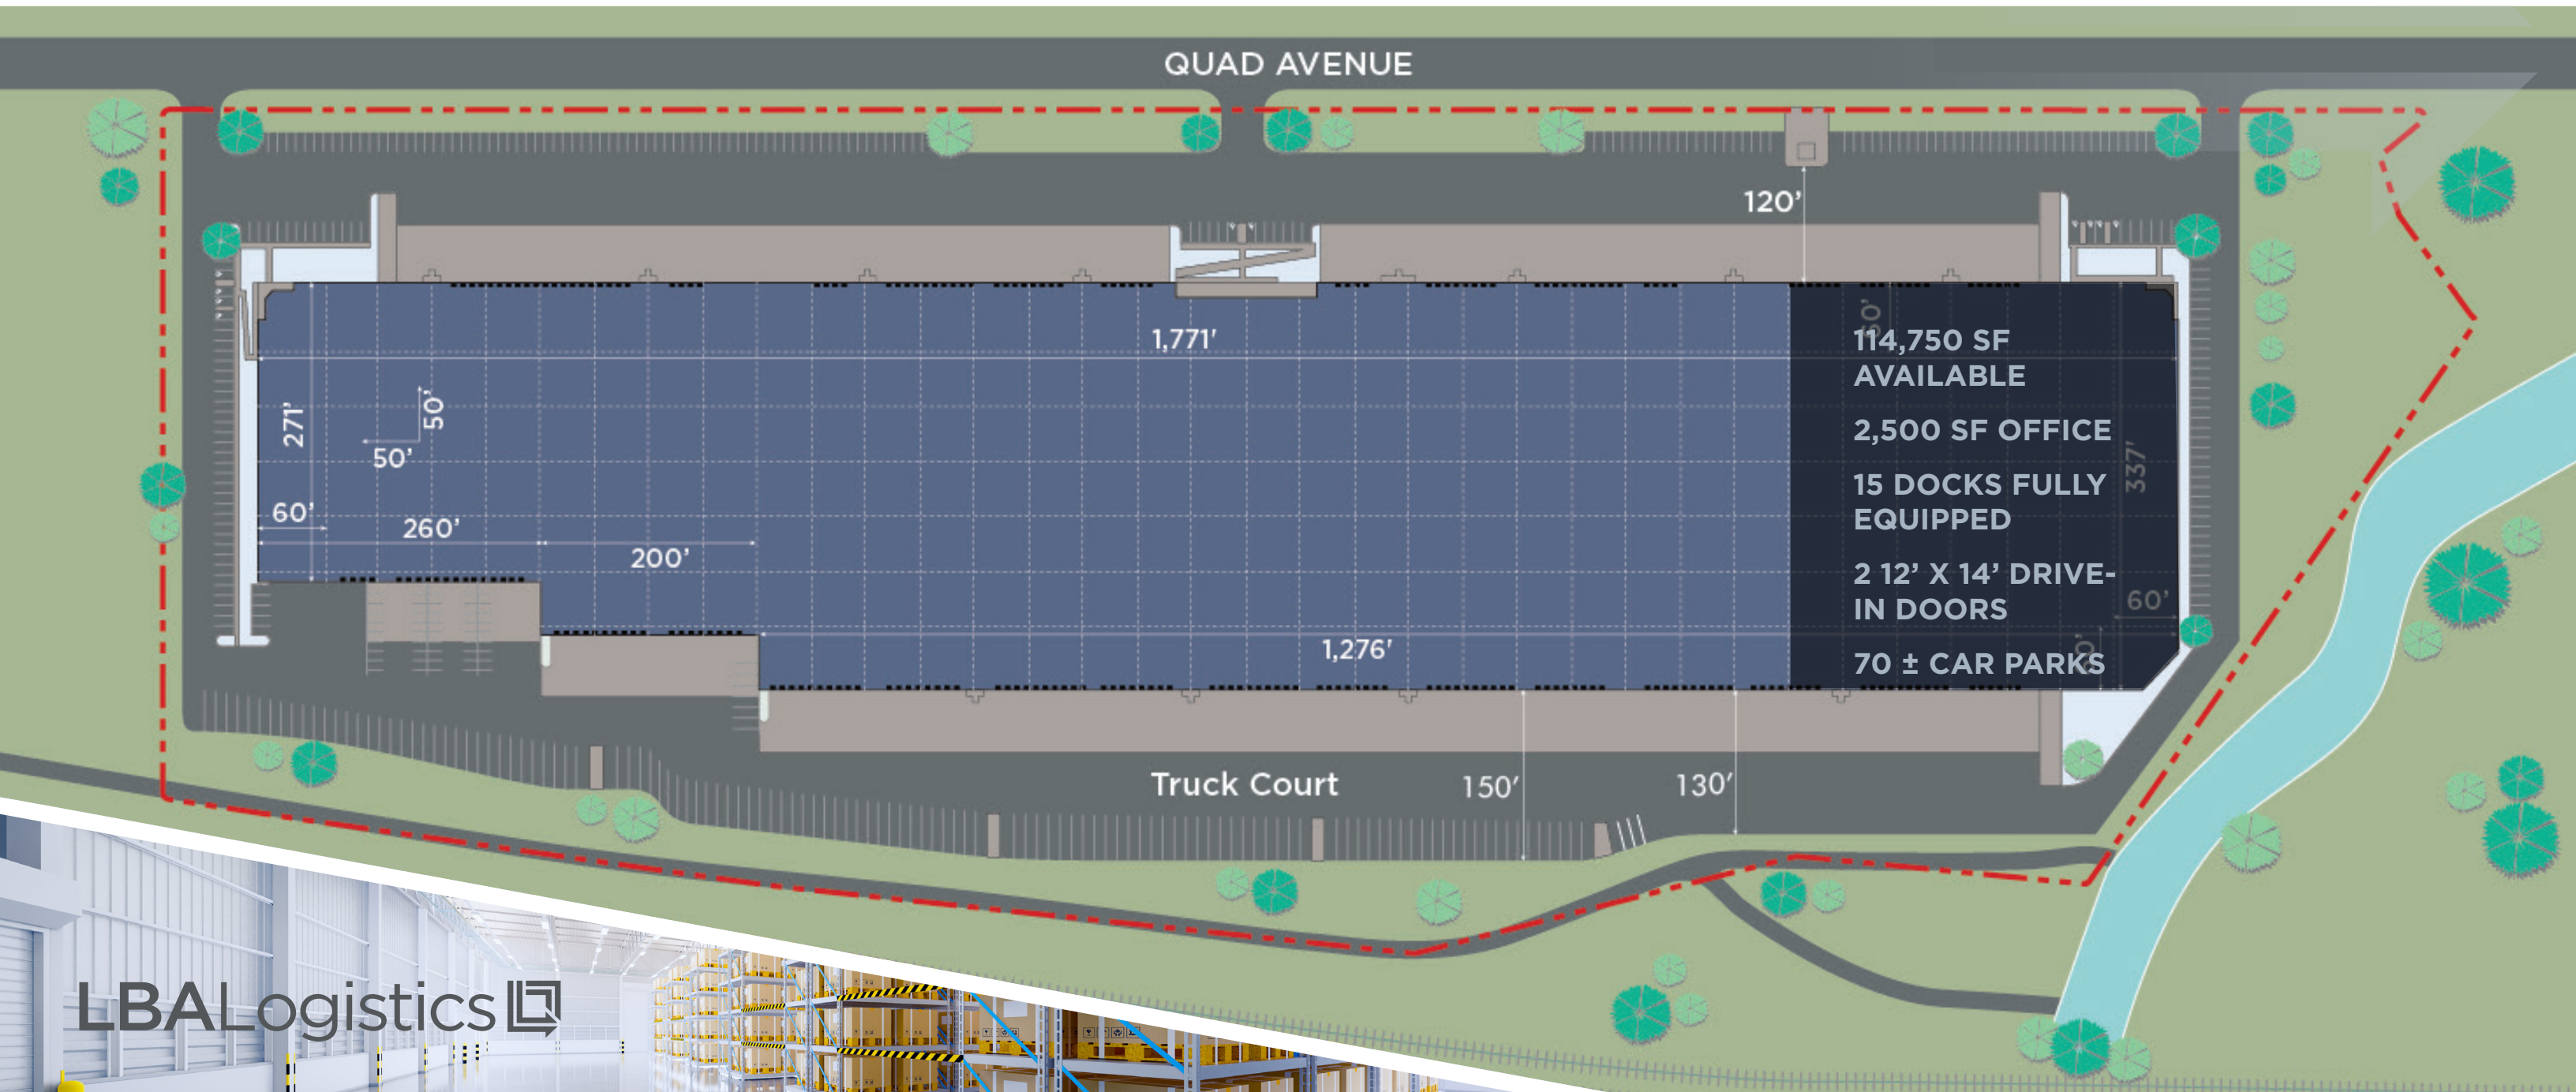 QUAD AVENUE
120’
1,771’
271’
50’
50’
60’
260’
200’
1,276’
50’
114,750 SF
AVAILABLE
2,500 SF OFFICE
15 DOCKS FULLY
EQUIPPED
2 12’ X 14’ DRIVE-
IN DOORS
70 ± CAR PARKS
337’
60’
Truck Court
150’
130’
LBALogistics